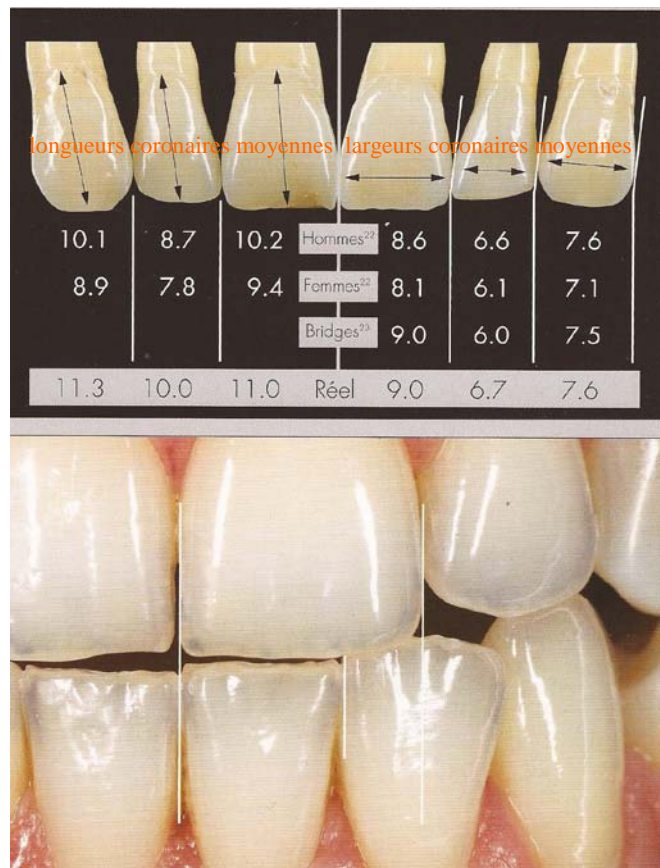 longueurs coronaires moyennes largeurs coronaires moyennes
10.1 8.7 10.2 Hommes²² 8.6 6.6 7.6
8.9 7.8 9.4 Femmes²² 8.1 6.1 7.1
Bridges²³ 9.0 6.0 7.5
11.3 10.0 11.0 Réel 9.0 6.7 7.6